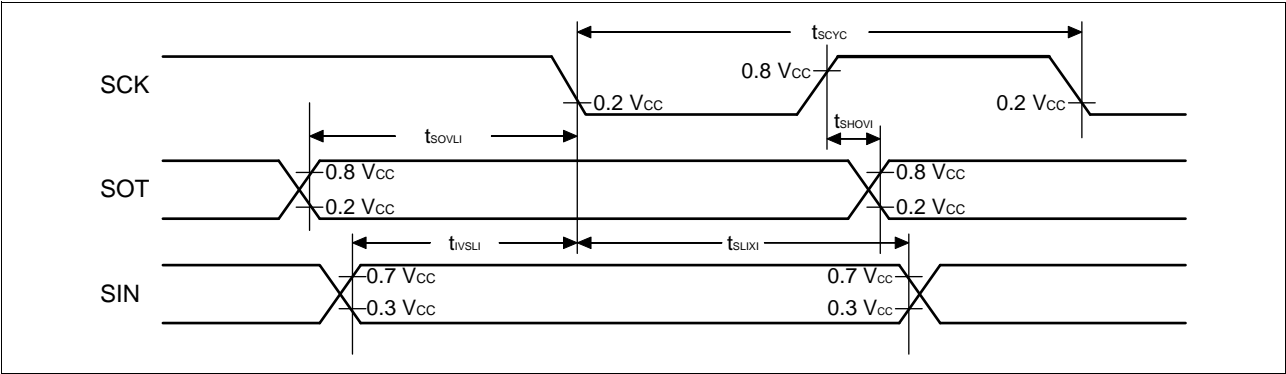 tSCYC
SCK
0.8 VCC
0.2 VCC
0.2 VCC
tSOVLI
tSHOVI
SOT
0.8 VCC
0.2 VCC
0.8 VCC
0.2 VCC
tIVSLI
tSLIXI
SIN
0.7 VCC
0.3 VCC
0.7 VCC
0.3 VCC